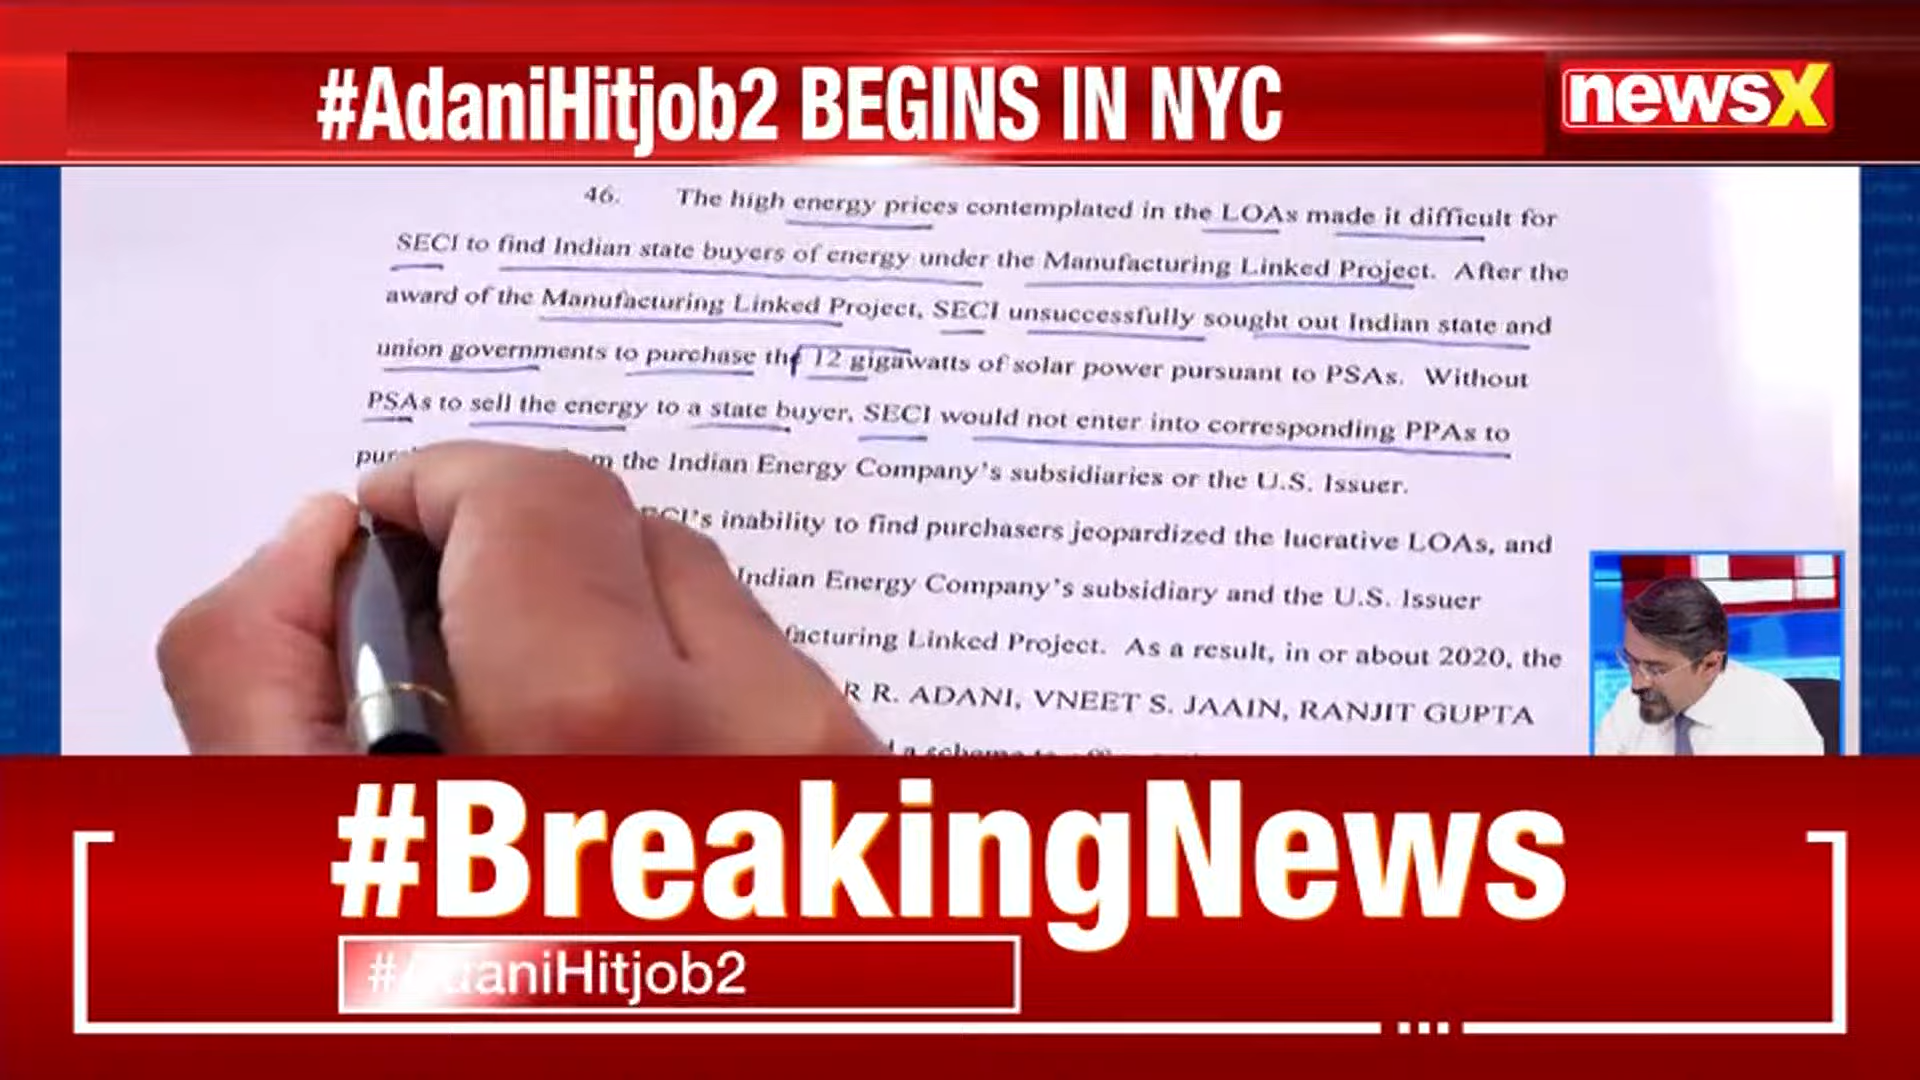 #AdaniHitjob2 BEGINS IN NYC
newsX
46. The high energy prices contemplated in the LOAs made it difficult for
SECI to find Indian state buyers of energy under the Manufacturing Linked Project. After the
award of the Manufacturing Linked Project, SECI unsuccessfully sought out Indian state and
union governments to purchase the 12 gigawatts of solar power pursuant to PSAs. Without
PSAs to sell the energy to a state buyer, SECI would not enter into corresponding PPAs to
the Indian Energy Company's subsidiaries or the U.S. Issuer.
inability to find purchasers jeopardized the lucrative LOAs, and
Indian Energy Company's subsidiary and the U.S. Issuer
Linked Project. As a result, in or about 2020, the
R. ADANI, VNEET S. JAAIN, RANJIT GUPTA
#BreakingNews
#AdaniHitjob2